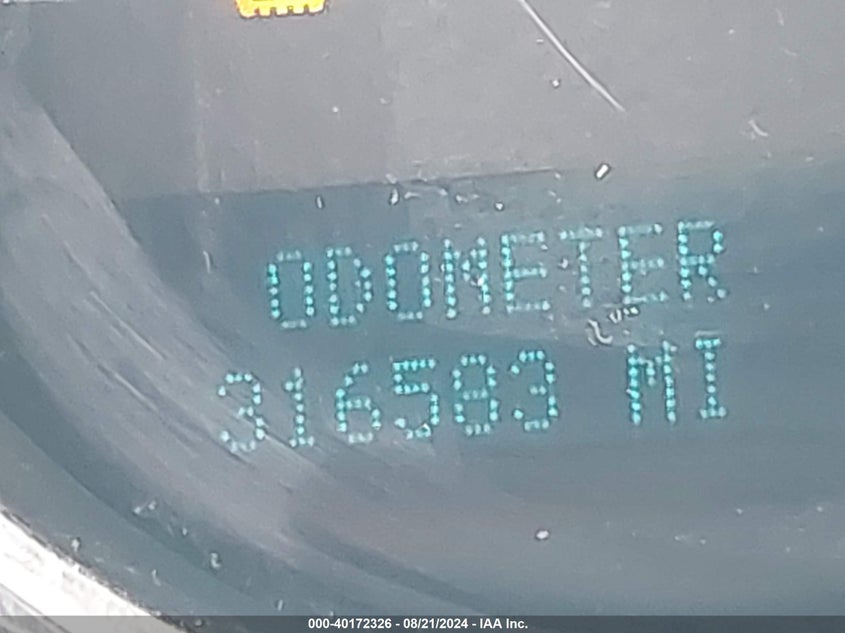 ODOMETER
316583 MI
000-40172326 - 08/21/2024 - IAA Inc.